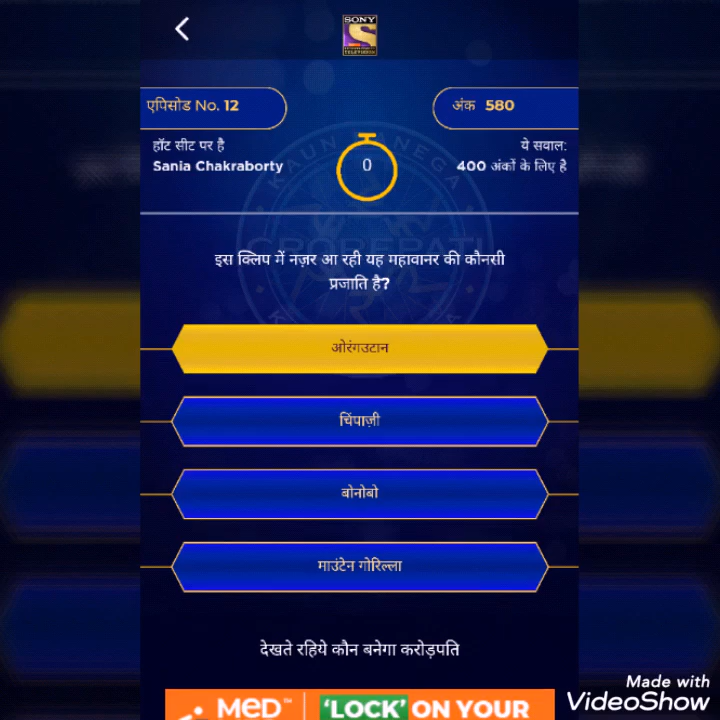 SONY
एपिसोड No. 12
अंक 580
हॉट सीट पर है
Sania Chakraborty
0
ये सवाल:
400 अंकों के लिए है
इस क्लिप में नज़र आ रही यह महावानर की कौनसी
प्रजाति है?
ओरंगउटान
चिंपाज़ी
बोनोबो
माउंटेन गोरिल्ला
देखते रहिये कौन बनेगा करोड़पति
MeD™ 'LOCK' ON YOUR
Made with
VideoShow